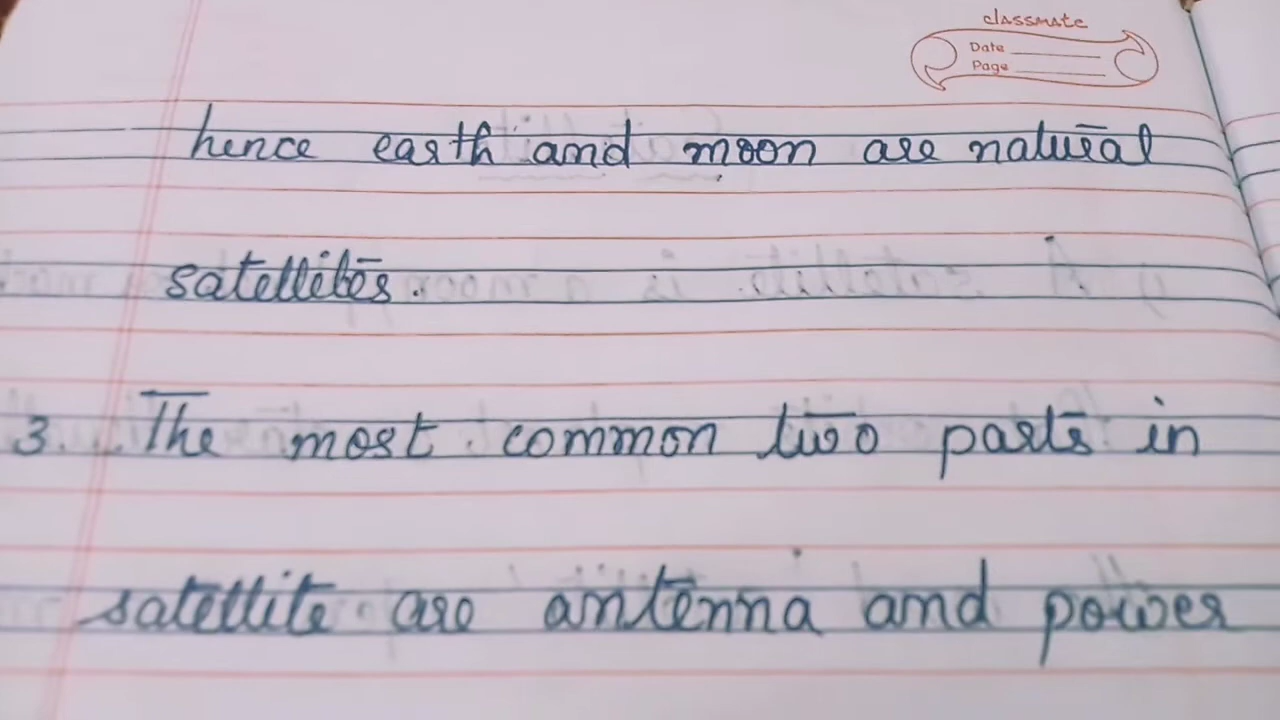 classmate
Date
Page
hence earth and moon are natural
satellites.
3. The most common two parts in
satellite are antenna and power